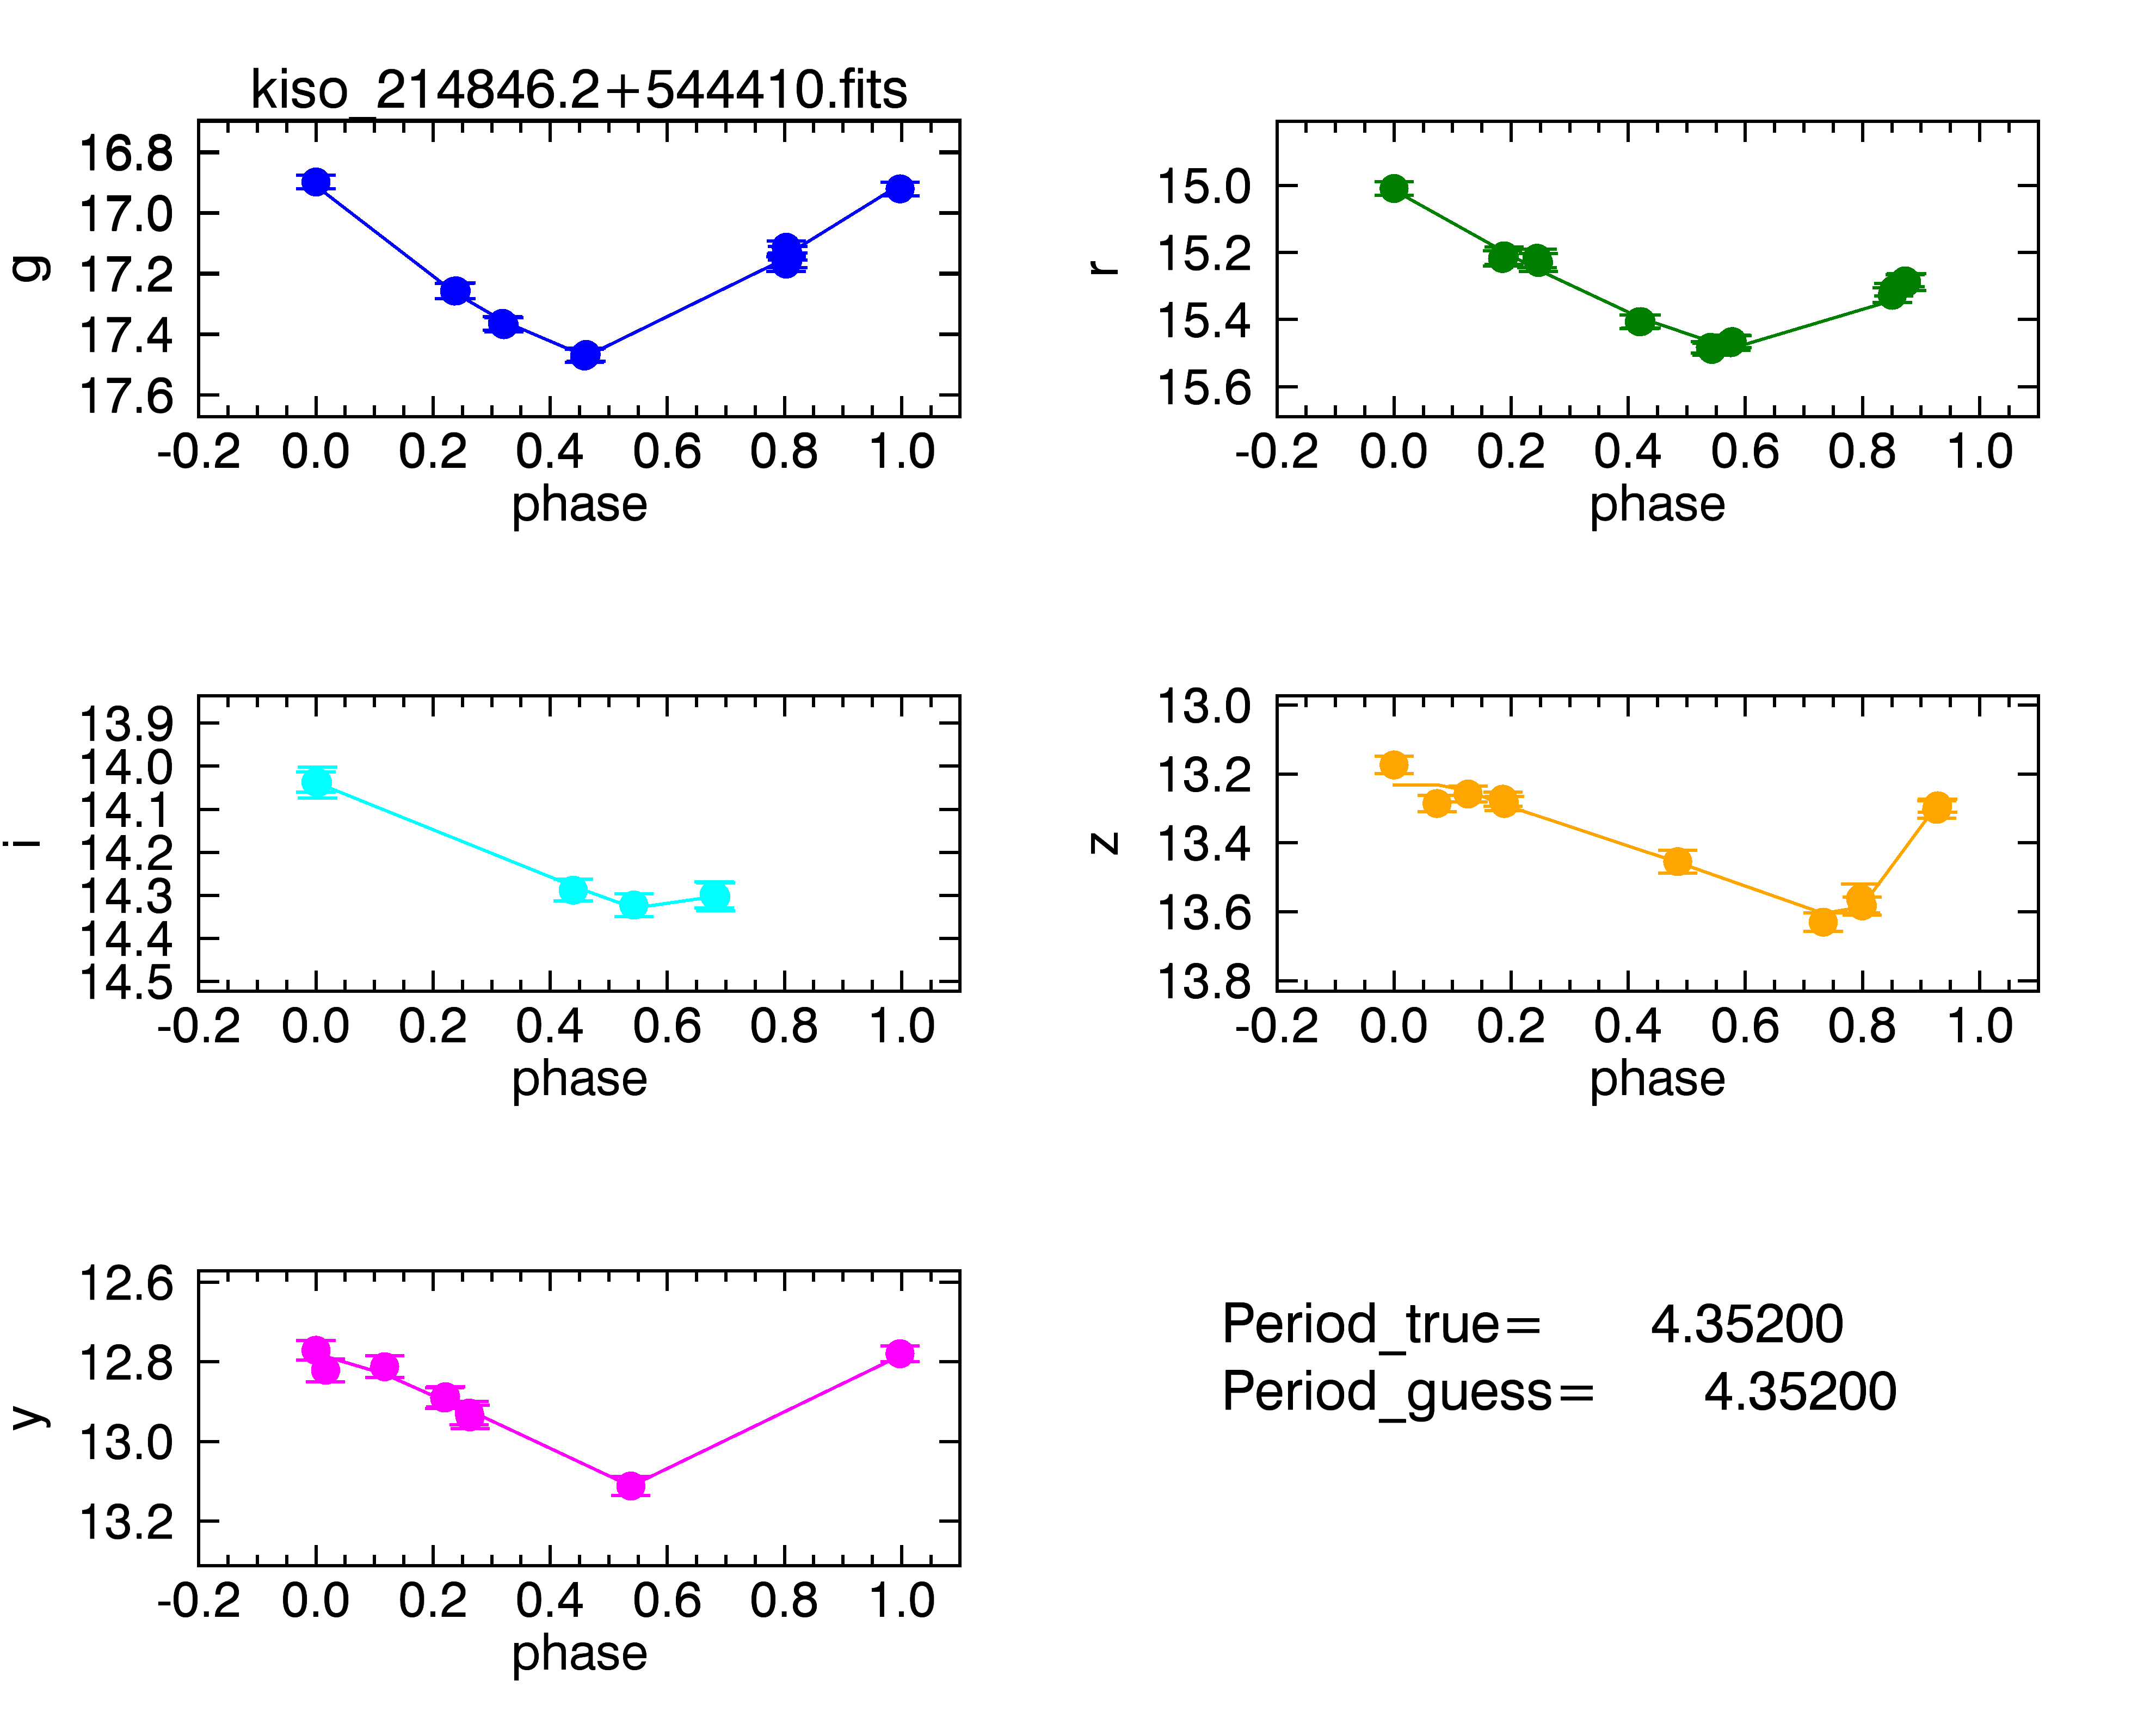 kiso_214846.2+544410.fits
g
16.8
17.0
17.2
17.4
17.6
-0.2 0.0 0.2 0.4 0.6 0.8 1.0
phase
r
15.0
15.2
15.4
15.6
-0.2 0.0 0.2 0.4 0.6 0.8 1.0
phase
i
13.9
14.0
14.1
14.2
14.3
14.4
14.5
-0.2 0.0 0.2 0.4 0.6 0.8 1.0
phase
z
13.0
13.2
13.4
13.6
13.8
-0.2 0.0 0.2 0.4 0.6 0.8 1.0
phase
y
12.6
12.8
13.0
13.2
-0.2 0.0 0.2 0.4 0.6 0.8 1.0
phase
Period_true= 4.35200
Period_guess= 4.35200